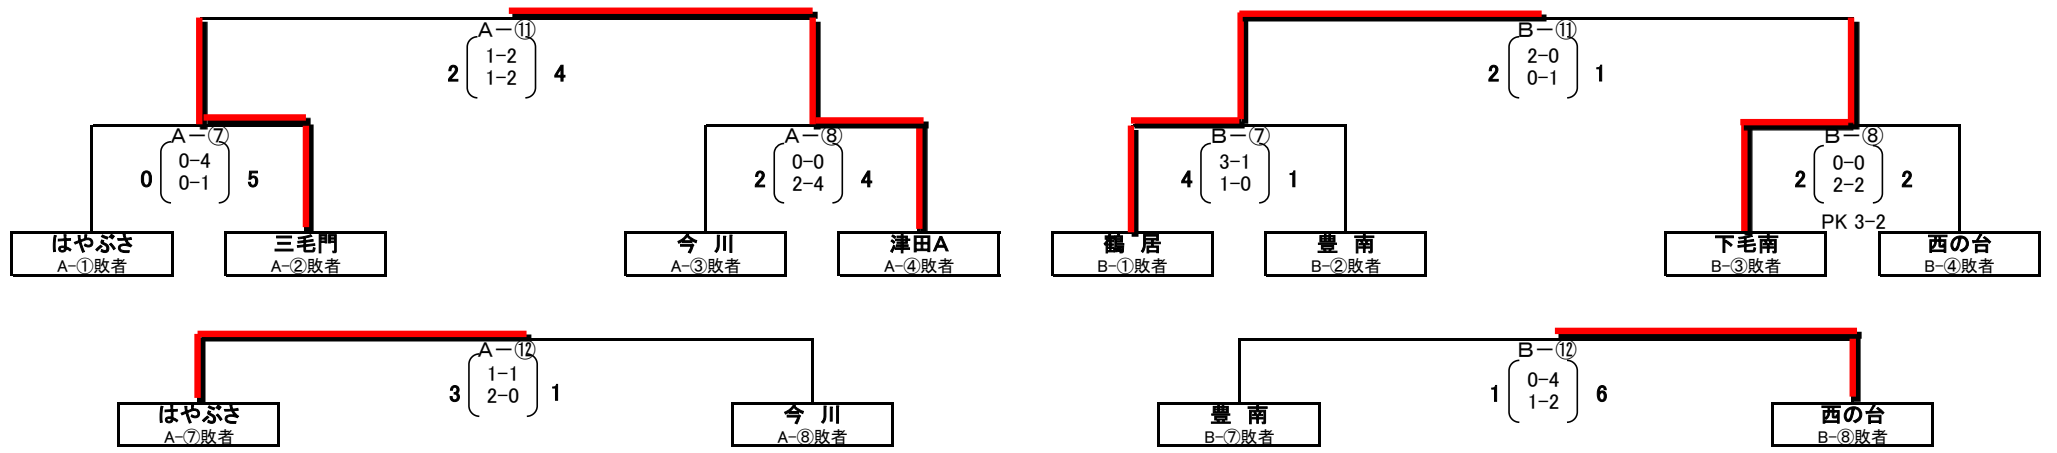 A－⑪
2 1-2 4
1-2
B－⑪
2 2-0 1
0-1
A－⑦
0 0-4 5
0-1
A－⑧
2 0-0 4
2-4
B－⑦
4 3-1 1
1-0
B－⑧
2 0-0 2
2-2
PK 3-2
はやぶさ
A-①敗者
三毛門
A-②敗者
今　川
A-③敗者
津田A
A-④敗者
鶴　居
B-①敗者
豊　南
B-②敗者
下毛南
B-③敗者
西の台
B-④敗者
A－⑫
3 1-1 1
2-0
B－⑫
1 0-4 6
1-2
はやぶさ
A-⑦敗者
今　川
A-⑧敗者
豊　南
B-⑦敗者
西の台
B-⑧敗者